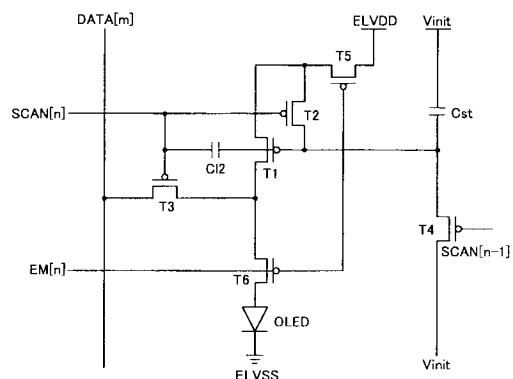 DATA[m]
ELVDD
Vinit
T5
SCAN[n]
T2
Cst
Cl2
T1
T3
T4
SCAN[n-1]
EM[n]
T6
OLED
ELVSS
Vinit